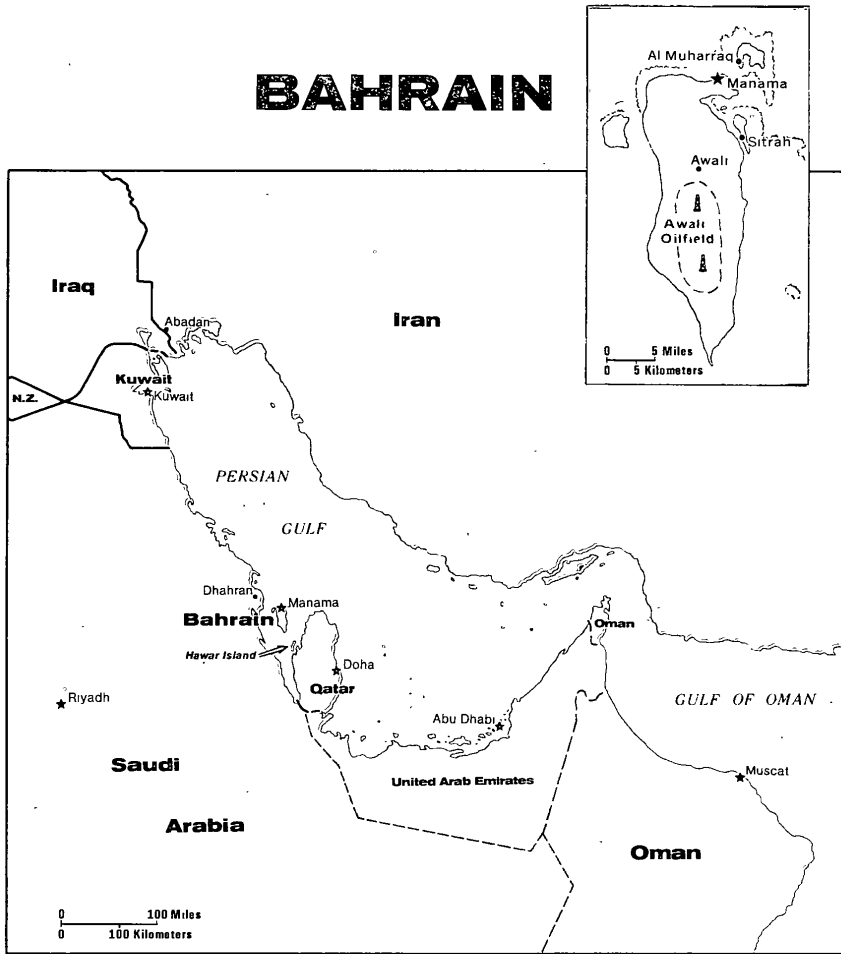 BAHRAIN
Al Muharraq
Manama
Sitrah
Awali
Awali
Oilfield
0 5 Miles
0 5 Kilometers
Iraq
Abadan
Iran
Kuwait
Kuwait
N.Z.
PERSIAN
GULF
Dhahran
Manama
Bahrain
Hawar Island
Doha
Qatar
Oman
Riyadh
Abu Dhabi
GULF OF OMAN
Saudi
Arabia
United Arab Emirates
Muscat
Oman
0 100 Miles
0 100 Kilometers